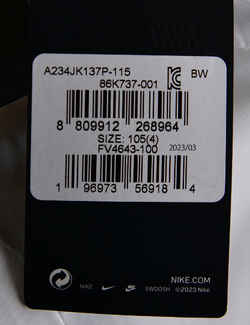 A234JK137P-115
86K737-001
BW
8 809912 268964
SIZE: 105(4)
FV4643-100
2023/03
1 96973 56918 4
NIKE.COM
NIKE
SWOOSH
©2023 Nike